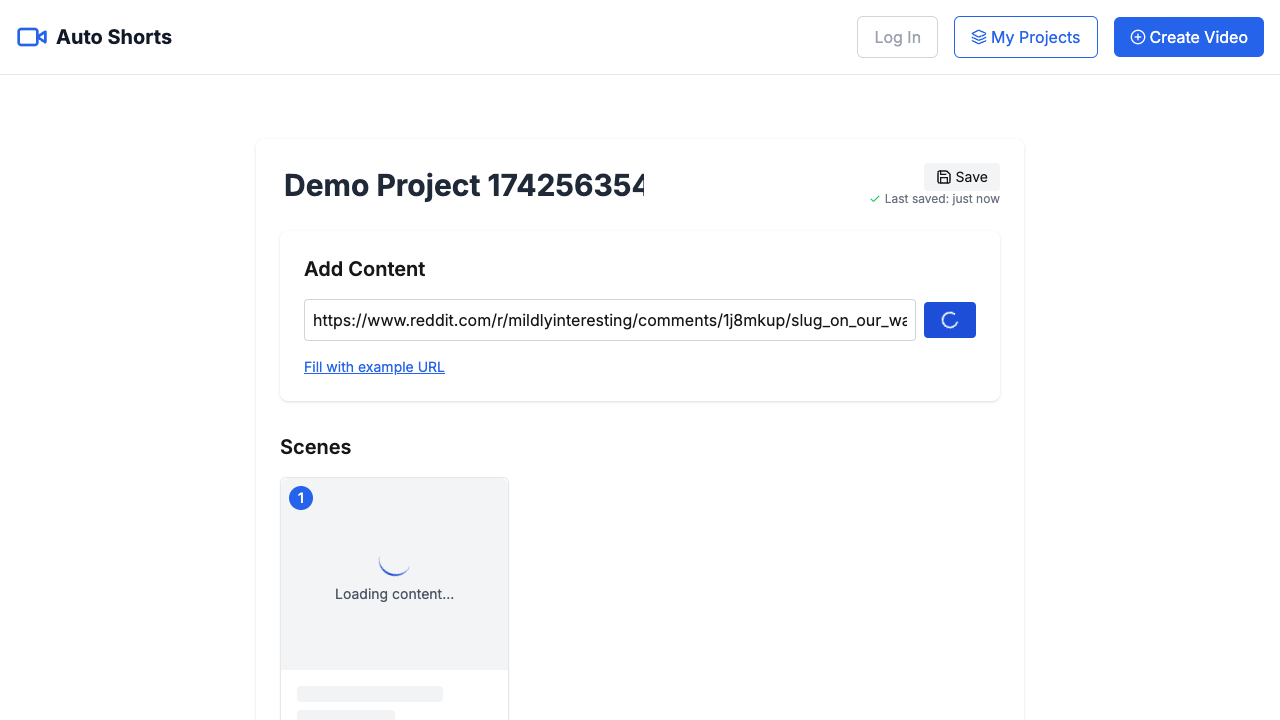 Auto Shorts
Log In
My Projects
Create Video
Demo Project 174256354
Save
Last saved: just now
Add Content
https://www.reddit.com/r/mildlyinteresting/comments/1j8mkup/slug_on_our_wa
Fill with example URL
Scenes
1
Loading content...